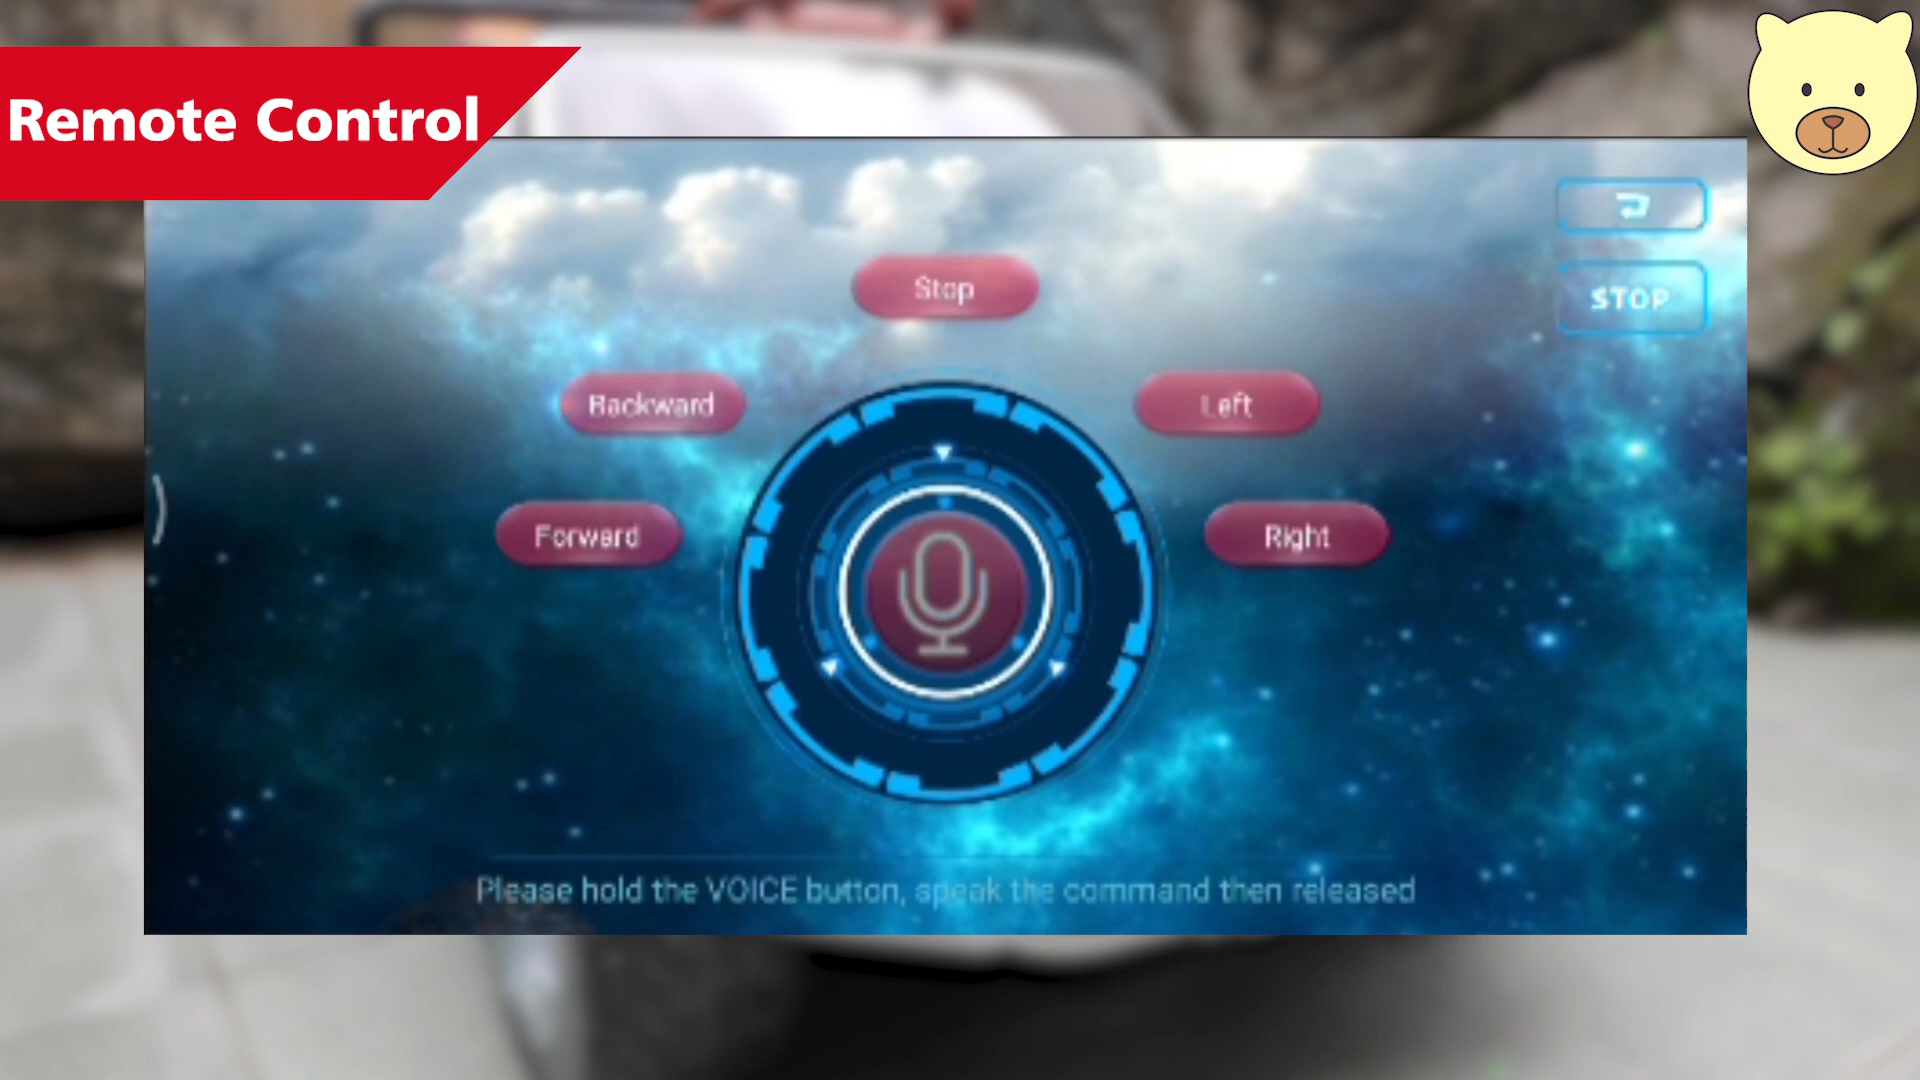 Remote Control
Stop
STOP
Backward
Left
Forward
Right
Please hold the VOICE button, speak the command then released